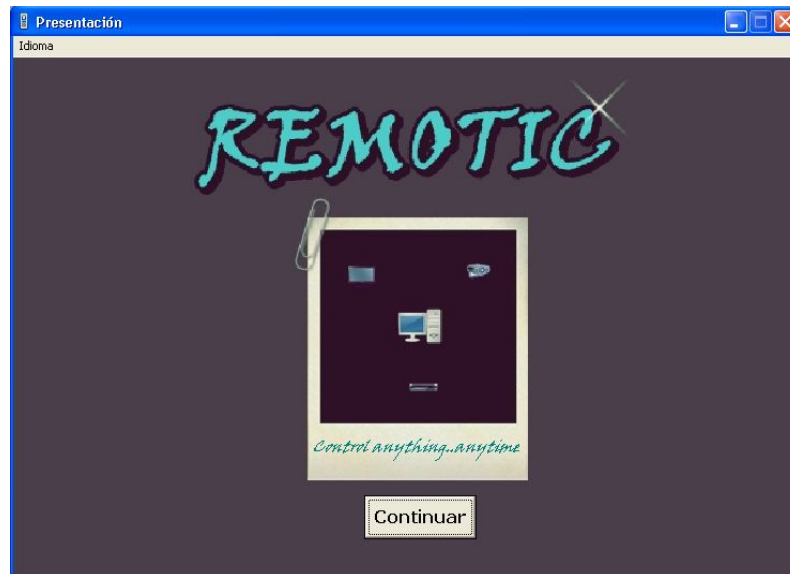 Presentación
Idioma
REMOTIC
Control anything..anytime
Continuar